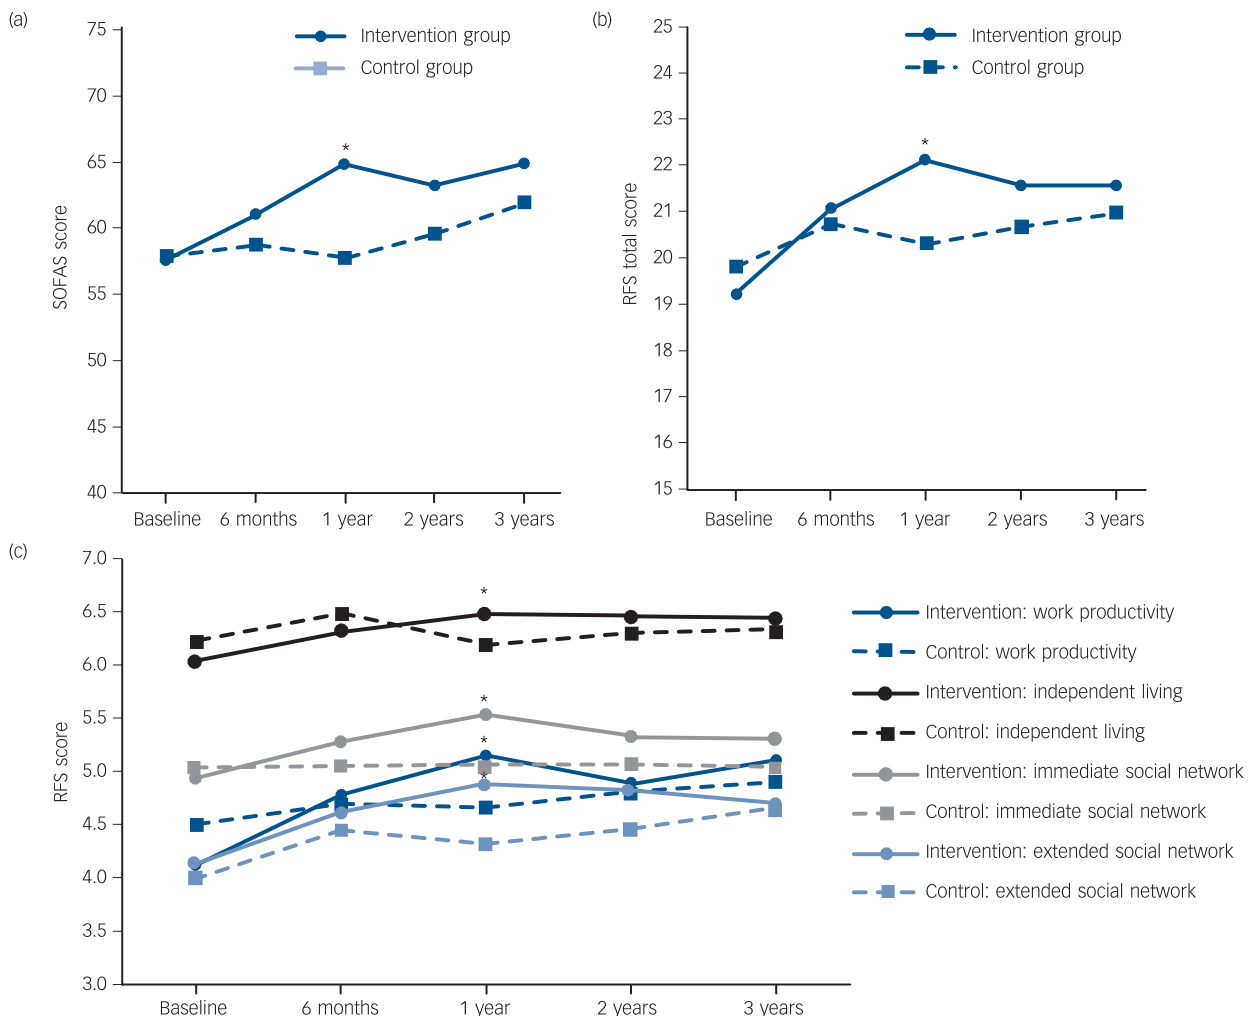 (a)
75
70
65
60
55
50
45
40
SOFAS score
Intervention group
Control group
*
Baseline 6 months 1 year 2 years 3 years
(b)
25
24
23
22
21
20
19
18
17
16
15
RFS total score
Intervention group
Control group
*
Baseline 6 months 1 year 2 years 3 years
(c)
7.0
6.5
6.0
5.5
5.0
4.5
4.0
3.5
3.0
RFS score
*
*
*
*
Baseline 6 months 1 year 2 years 3 years
Intervention: work productivity
Control: work productivity
Intervention: independent living
Control: independent living
Intervention: immediate social network
Control: immediate social network
Intervention: extended social network
Control: extended social network